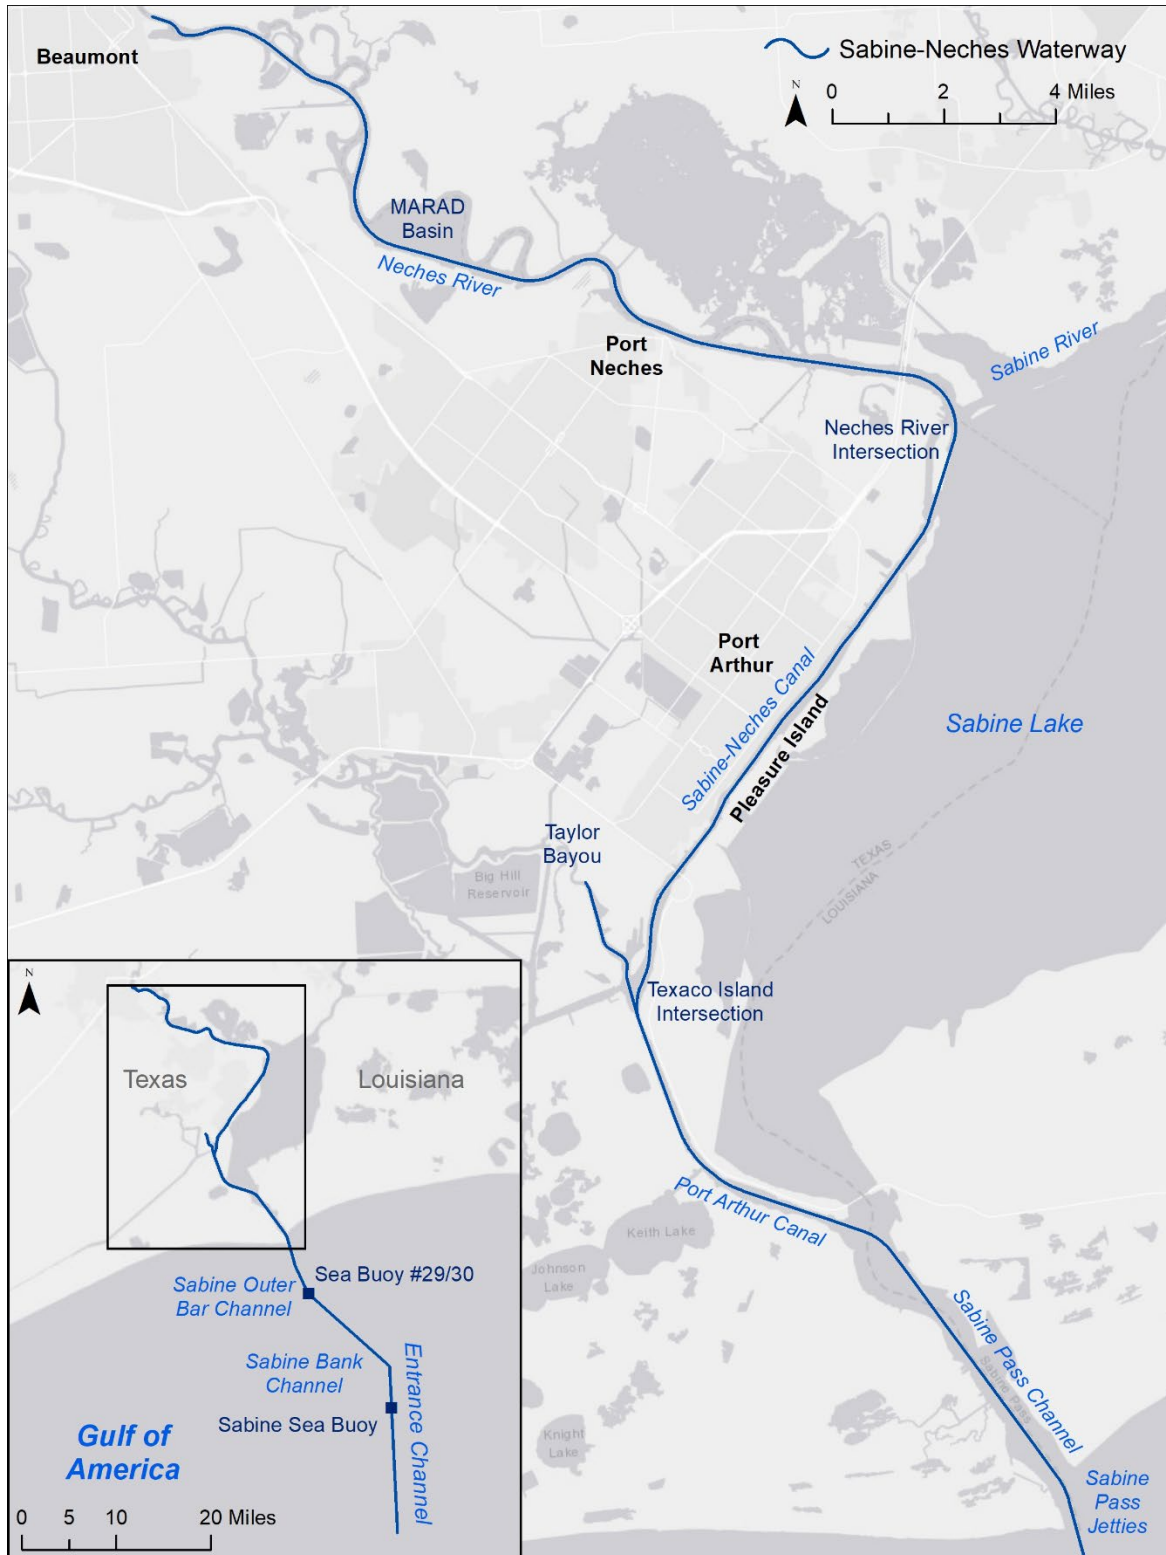 Beaumont
Sabine-Neches Waterway
N
0 2 4 Miles
MARAD
Basin
Neches River
Port
Neches
Sabine River
Neches River
Intersection
Port
Arthur
Sabine-Neches Canal
Pleasure Island
Sabine Lake
Taylor
Bayou
Big Hill
Reservoir
TEXAS
LOUISIANA
Texaco Island
Intersection
Port Arthur Canal
Keith Lake
Johnson
Lake
Sabine Pass Channel
Sabine Pass
Knight
Lake
Sabine
Pass
Jetties
N
Texas
Louisiana
Sabine Outer
Bar Channel
Sea Buoy #29/30
Sabine Bank
Channel
Entrance Channel
Sabine Sea Buoy
Gulf of
America
0 5 10 20 Miles